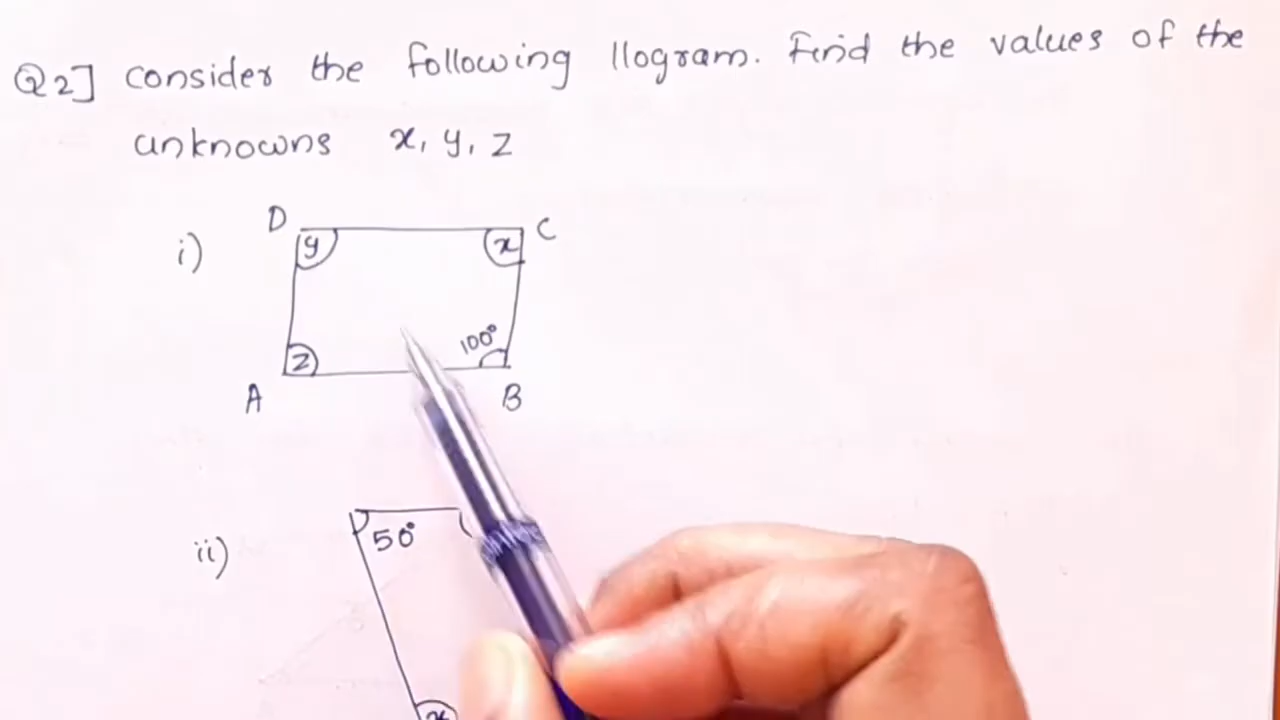 Q2] consider the following llogram. Find the values of the
unknowns x, y, z
i)
D
C
y
x
z
100°
A
B
ii)
50°
x